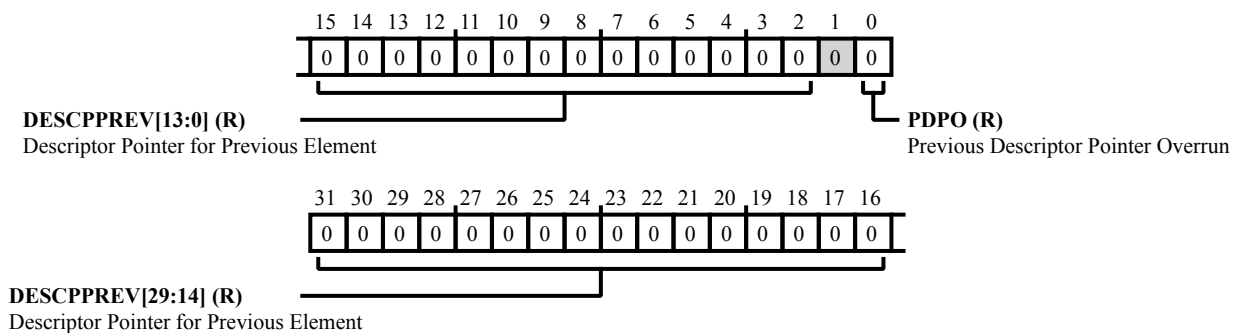 15 14 13 12 11 10 9 8 7 6 5 4 3 2 1 0
0 0 0 0 0 0 0 0 0 0 0 0 0 0 0 0
DESCPPREV[13:0] (R)
Descriptor Pointer for Previous Element
PDPO (R)
Previous Descriptor Pointer Overrun
31 30 29 28 27 26 25 24 23 22 21 20 19 18 17 16
0 0 0 0 0 0 0 0 0 0 0 0 0 0 0 0
DESCPPREV[29:14] (R)
Descriptor Pointer for Previous Element